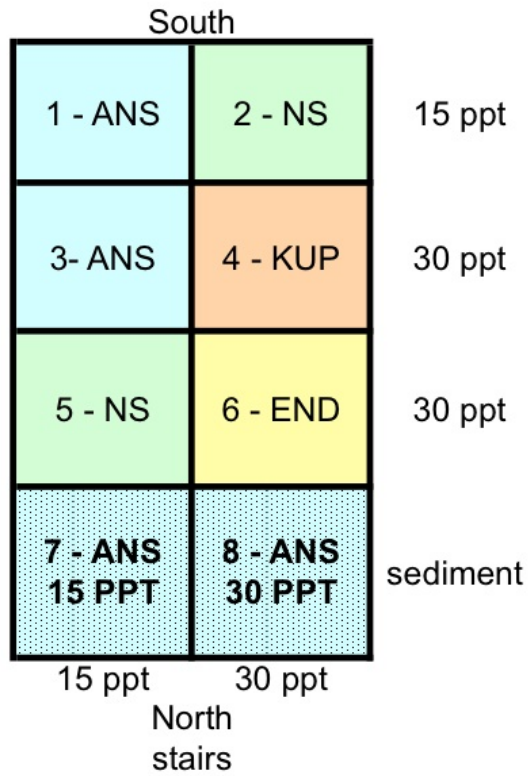 South
1 - ANS 2 - NS 15 ppt
3- ANS 4 - KUP 30 ppt
5 - NS 6 - END 30 ppt
7 - ANS 8 - ANS
15 PPT 30 PPT
sediment
15 ppt 30 ppt
North
stairs